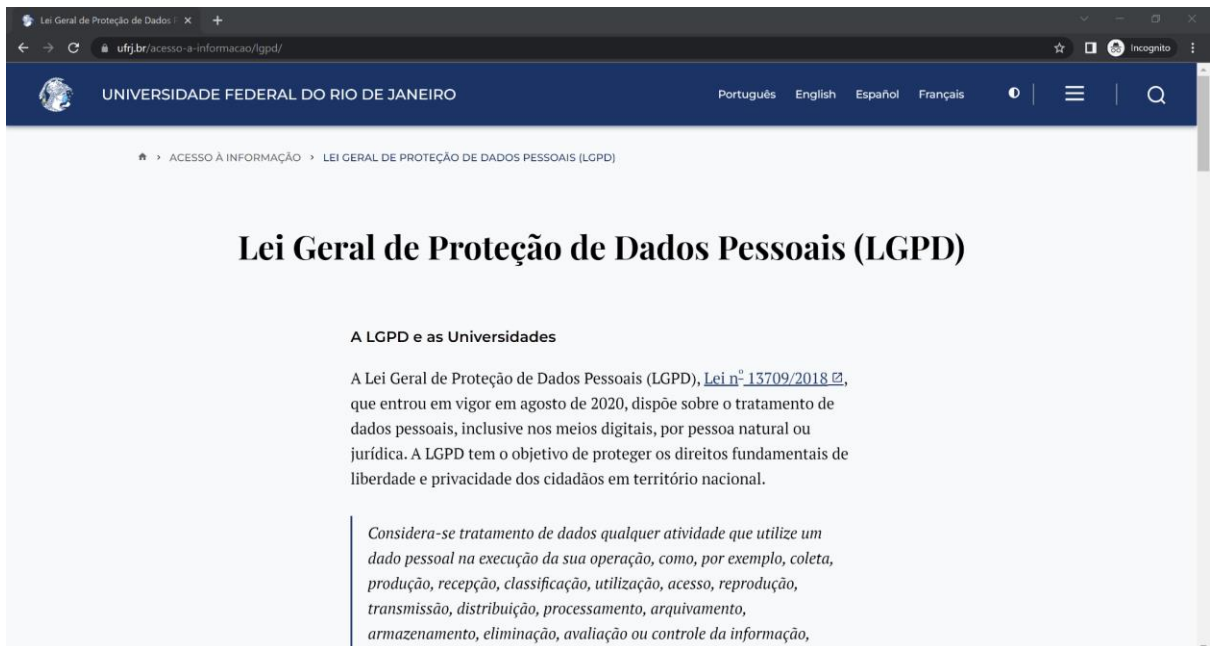 Lei Geral de Proteção de Dados
ufrj.br/acesso-a-informacao/lgpd/
Incognito
UNIVERSIDADE FEDERAL DO RIO DE JANEIRO
Português English Español Français
ACESSO À INFORMAÇÃO > LEI GERAL DE PROTEÇÃO DE DADOS PESSOAIS (LGPD)
Lei Geral de Proteção de Dados Pessoais (LGPD)
A LGPD e as Universidades
A Lei Geral de Proteção de Dados Pessoais (LGPD), Lei nº 13709/2018,
que entrou em vigor em agosto de 2020, dispõe sobre o tratamento de
dados pessoais, inclusive nos meios digitais, por pessoa natural ou
jurídica. A LGPD tem o objetivo de proteger os direitos fundamentais de
liberdade e privacidade dos cidadãos em território nacional.
Considera-se tratamento de dados qualquer atividade que utilize um
dado pessoal na execução da sua operação, como, por exemplo, coleta,
produção, recepção, classificação, utilização, acesso, reprodução,
transmissão, distribuição, processamento, arquivamento,
armazenamento, eliminação, avaliação ou controle da informação,